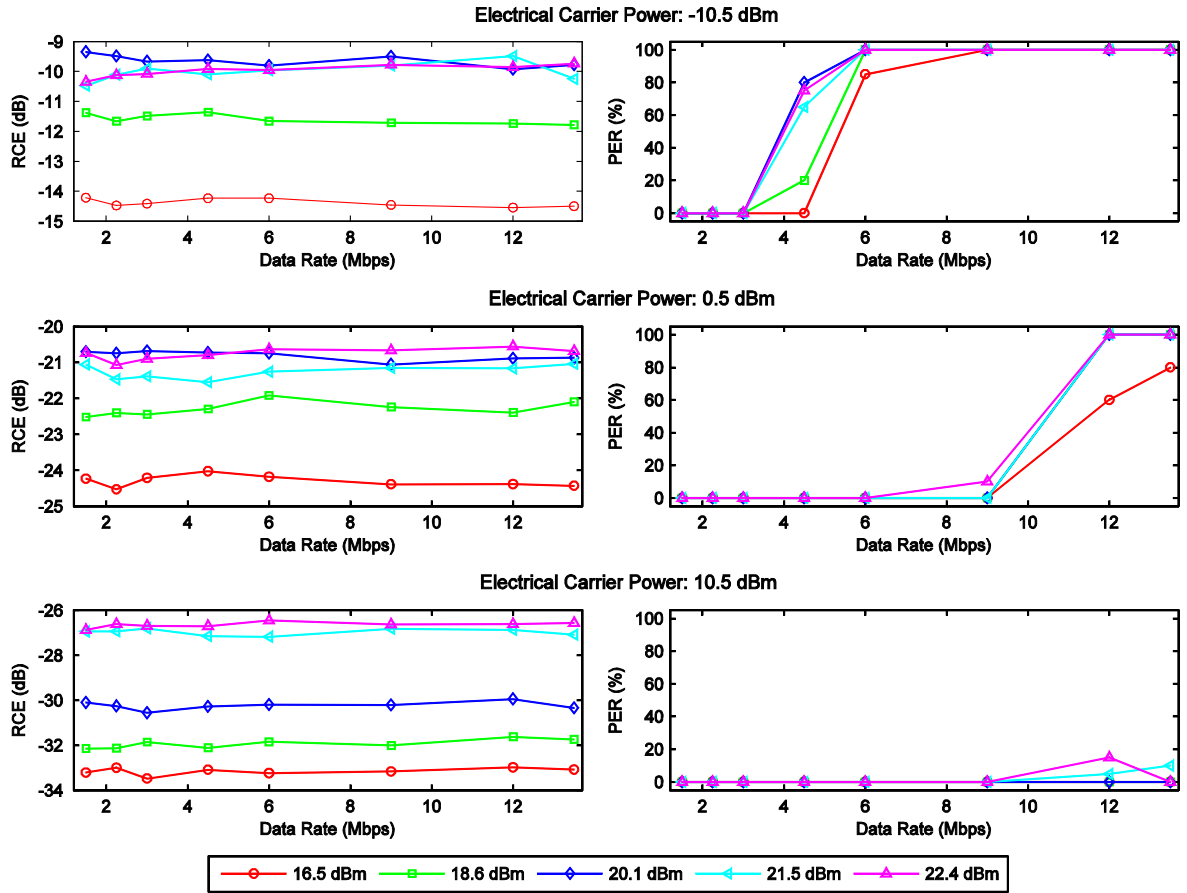 Electrical Carrier Power: -10.5 dBm
RCE (dB)
-9
-10
-11
-12
-13
-14
-15
2 4 6 8 10 12
Data Rate (Mbps)
PER (%)
100
80
60
40
20
0
2 4 6 8 10 12
Data Rate (Mbps)
Electrical Carrier Power: 0.5 dBm
RCE (dB)
-20
-21
-22
-23
-24
-25
2 4 6 8 10 12
Data Rate (Mbps)
PER (%)
100
80
60
40
20
0
2 4 6 8 10 12
Data Rate (Mbps)
Electrical Carrier Power: 10.5 dBm
RCE (dB)
-26
-28
-30
-32
-34
2 4 6 8 10 12
Data Rate (Mbps)
PER (%)
100
80
60
40
20
0
2 4 6 8 10 12
Data Rate (Mbps)
16.5 dBm 18.6 dBm 20.1 dBm 21.5 dBm 22.4 dBm